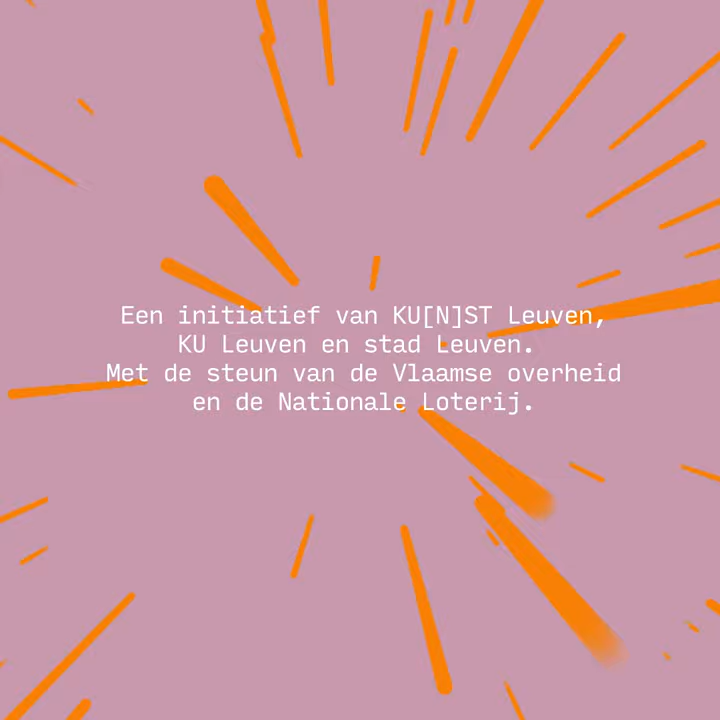 Een initiatief van KU[N]ST Leuven,
KU Leuven en stad Leuven.
Met de steun van de Vlaamse overheid
en de Nationale Loterij.